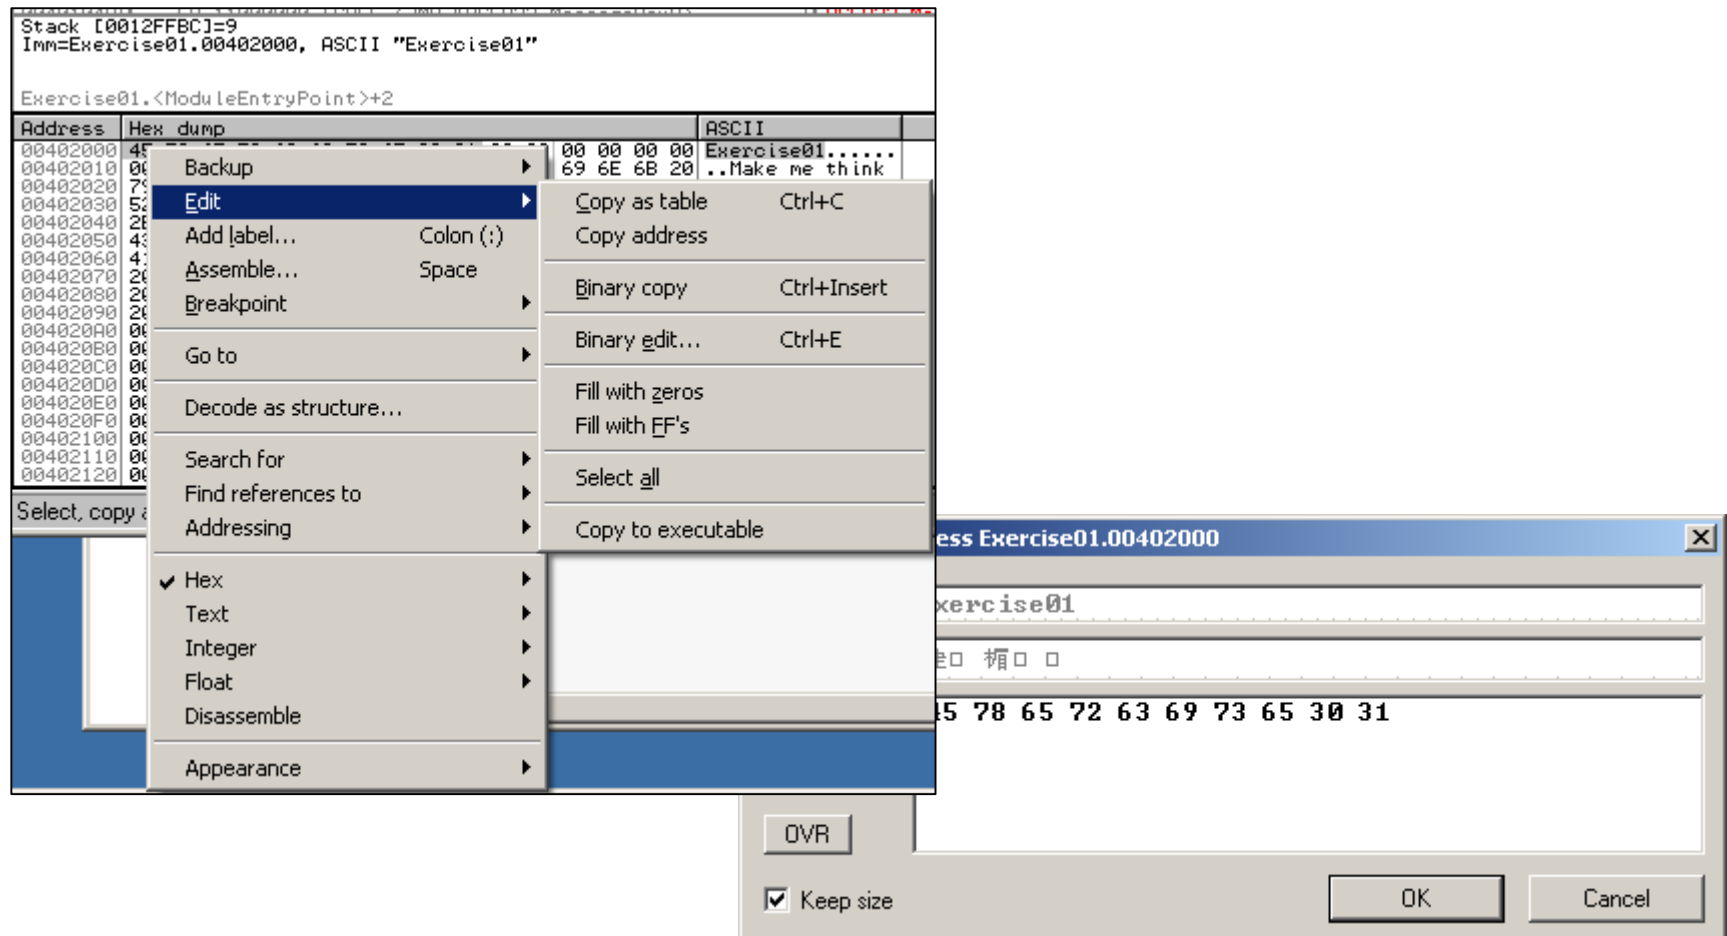 Stack [0012FFBC]=9
Imm=Exercise01.00402000, ASCII "Exercise01"
Exercise01.<ModuleEntryPoint>+2
Address Hex dump ASCII
00402000 45 00 00 00 00 Exercise01......
00402010 69 6E 6B 20 ..Make me think
00402020
00402030
00402040
00402050
00402060
00402070
00402080
00402090
004020A0
004020B0
004020C0
004020D0
004020E0
004020F0
00402100
00402110
00402120
Backup
Edit
Add label... Colon (:)
Assemble... Space
Breakpoint
Go to
Decode as structure...
Search for
Find references to
Addressing
Hex
Text
Integer
Float
Disassemble
Appearance
Copy as table Ctrl+C
Copy address
Binary copy Ctrl+Insert
Binary edit... Ctrl+E
Fill with zeros
Fill with FF's
Select all
Copy to executable
Select, copy
ess Exercise01.00402000
xercise01
45 78 65 72 63 69 73 65 30 31
OVR
Keep size
OK
Cancel